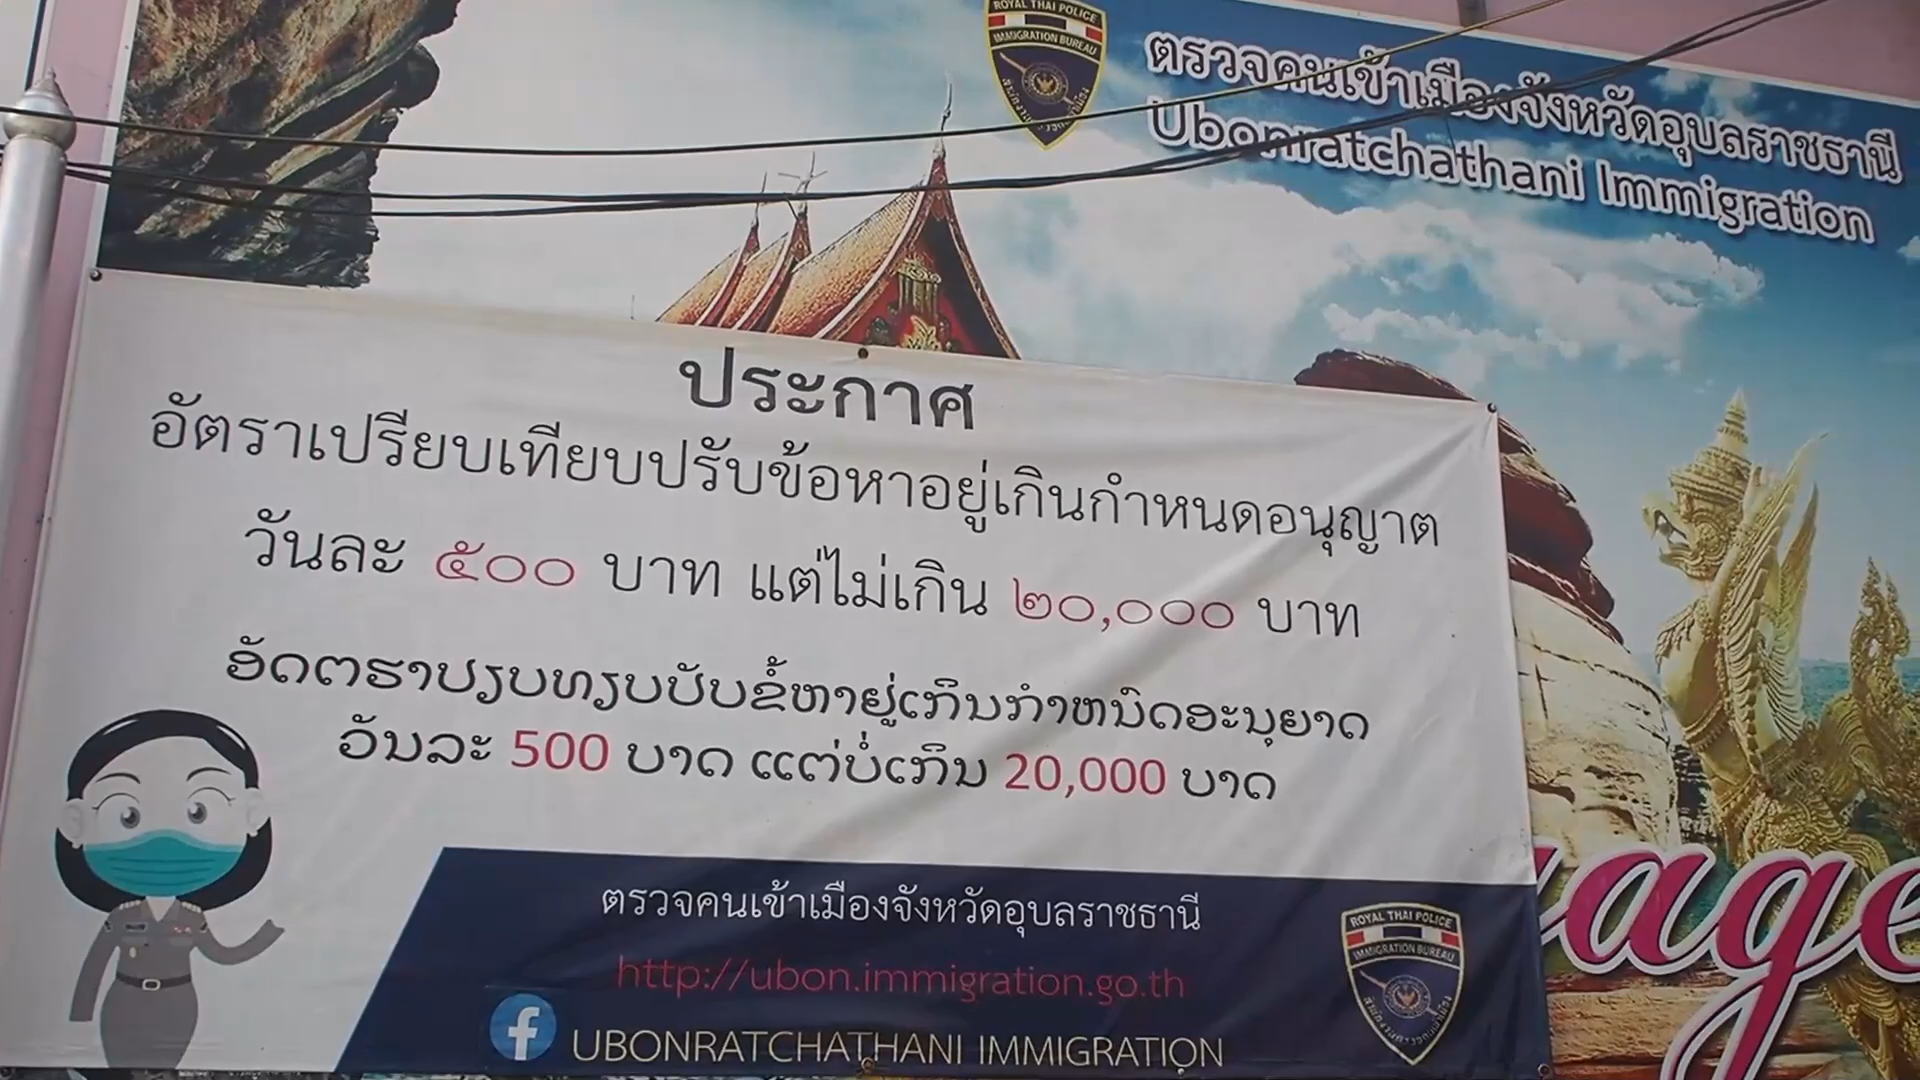 ROYAL THAI POLICE
IMMIGRATION BUREAU
ตรวจคนเข้าเมืองจังหวัดอุบลราชธานี
Ubonratchathani Immigration
ประกาศ
อัตราเปรียบเทียบปรับข้อหาอยู่เกินกำหนดอนุญาต
วันละ ๕๐๐ บาท แต่ไม่เกิน ๒๐,๐๐๐ บาท
ອັດຕຣາປຽບທຽບປັບຂໍ້ຫາຢູ່ເກີນກຳຫນົດອະນຸຍາດ
ວັນລະ 500 ບາດ ແຕ່ບໍ່ເກີນ 20,000 ບາດ
ตรวจคนเข้าเมืองจังหวัดอุบลราชธานี
http://ubon.immigration.go.th
UBONRATCHATHANI IMMIGRATION
ROYAL THAI POLICE
IMMIGRATION BUREAU